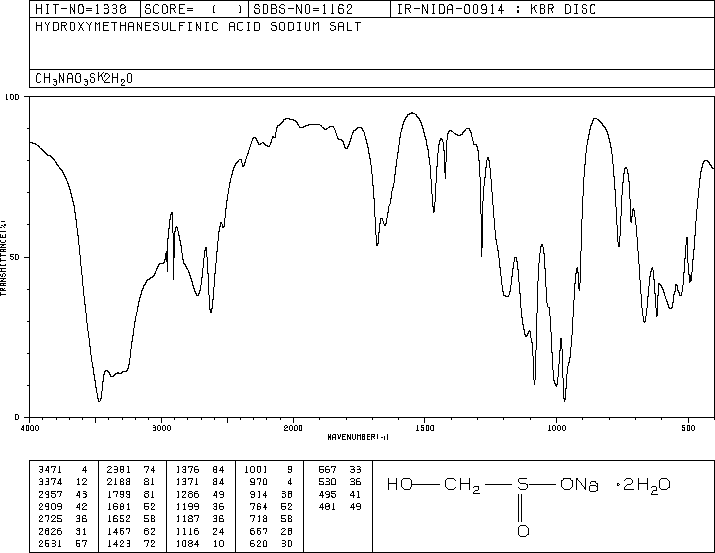 HIT-NO=1338 SCORE= ( ) SDBS-NO=1162 IR-NIDA-00914 : KBR DISC
HYDROXYMETHANESULFINIC ACID SODIUM SALT
CH3NAO3SK2H2O
100
50
0
TRANSMITTANCE(%)
4000 3000 2000 1500 1000 500
WAVENUMBER(-1)
3471 4 2381 74 1376 84 1001 9 567 33
3374 12 2188 81 1371 84 970 4 530 36
2957 43 1799 81 1286 49 914 38 495 41
2909 42 1681 52 1199 36 764 52 481 49
2725 36 1652 58 1187 36 718 58
2626 31 1467 62 1116 24 667 28
2531 57 1423 72 1084 10 620 30
HO CH2 S ONa ·2H2O
O